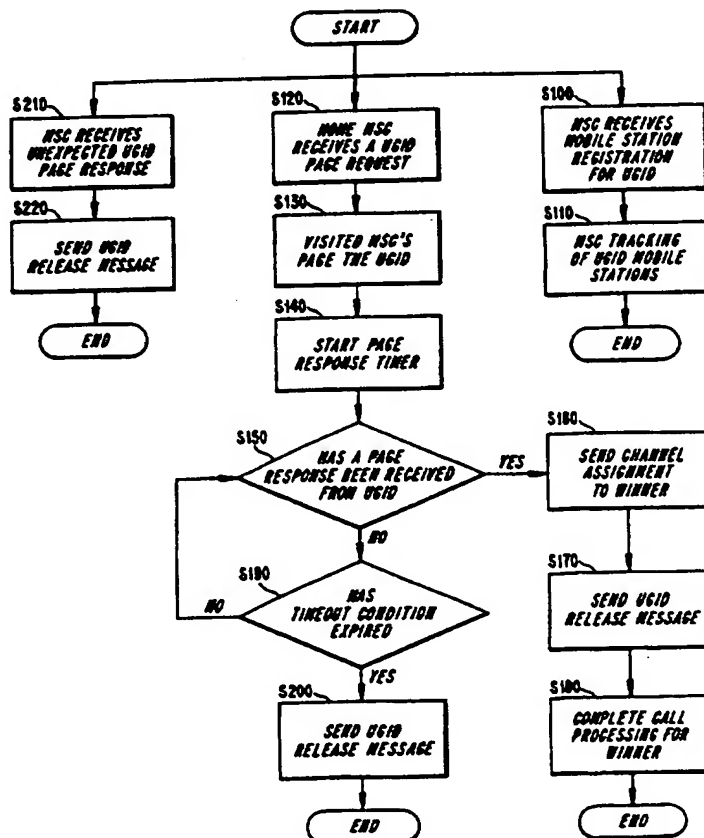 START
S210
MSC RECEIVES
UNEXPECTED UGID
PAGE RESPONSE
S220
SEND UGID
RELEASE MESSAGE
END
S120
HOME MSC
RECEIVES A UGID
PAGE REQUEST
S130
VISITED MSC'S
PAGE THE UGID
S140
START PAGE
RESPONSE TIMER
S100
MSC RECEIVES
MOBILE STATION
REGISTRATION
FOR UGID
S110
MSC TRACKING
OF UGID MOBILE
STATIONS
END
S150
HAS A PAGE
RESPONSE BEEN RECEIVED
FROM UGID
YES
NO
S160
SEND CHANNEL
ASSIGNMENT
TO WINNER
S190
HAS
TIMEOUT CONDITION
EXPIRED
NO
YES
S170
SEND UGID
RELEASE MESSAGE
S200
SEND UGID
RELEASE MESSAGE
END
S180
COMPLETE CALL
PROCESSING FOR
WINNER
END